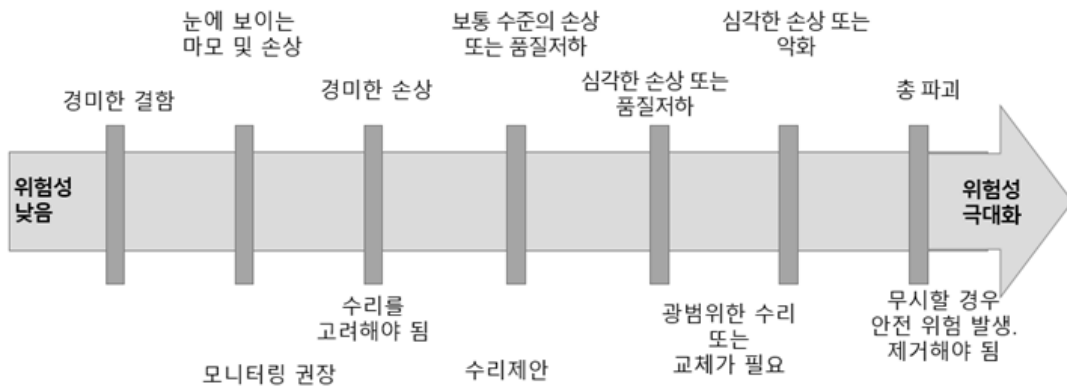 눈에 보이는
마모 및 손상
보통 수준의 손상
또는 품질저하
심각한 손상 또는
악화
경미한 결함
경미한 손상
심각한 손상 또는
품질저하
총 파괴
위험성
낮음
위험성
극대화
수리를
고려해야 됨
광범위한 수리
또는
교체가 필요
무시할 경우
안전 위험 발생.
제거해야 됨
모니터링 권장
수리제안